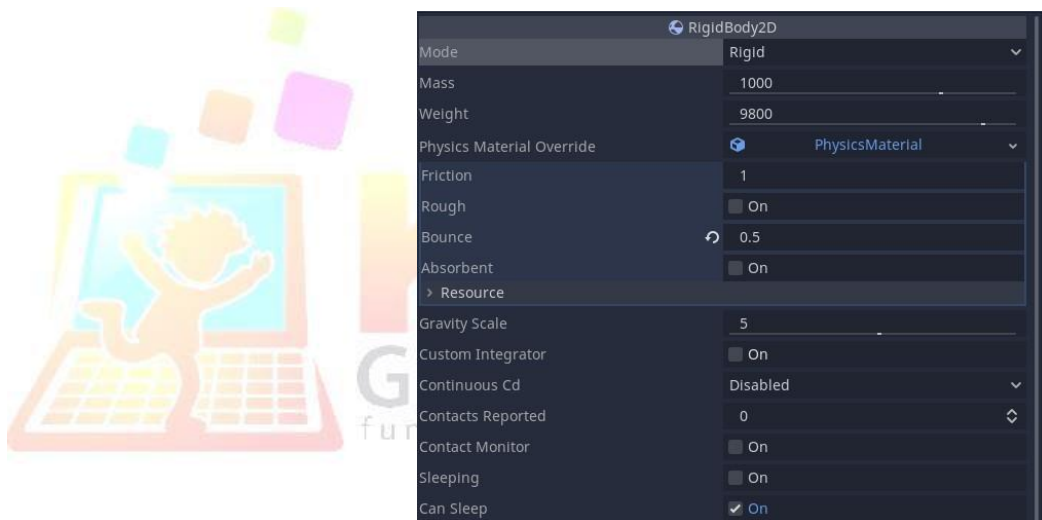 RigidBody2D
Mode Rigid
Mass 1000
Weight 9800
Physics Material Override PhysicsMaterial
Friction 1
Rough On
Bounce 0.5
Absorbent On
> Resource
Gravity Scale 5
Custom Integrator On
Continuous Cd Disabled
Contacts Reported 0
Contact Monitor On
Sleeping On
Can Sleep On
G
fun